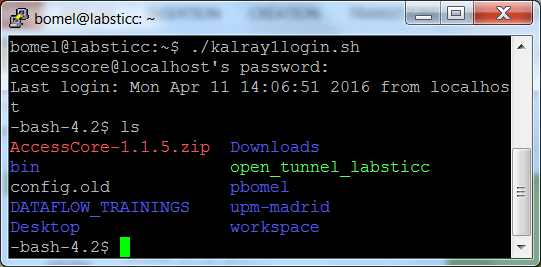 bomel@labsticc: ~
bomel@labsticc:~$ ./kalray1login.sh
accesscore@localhost's password:
Last login: Mon Apr 11 14:06:51 2016 from localhos
t
-bash-4.2$ ls
AccessCore-1.1.5.zip  Downloads
bin                   open_tunnel_labsticc
config.old            pbomel
DATAFLOW_TRAININGS    upm-madrid
Desktop               workspace
-bash-4.2$